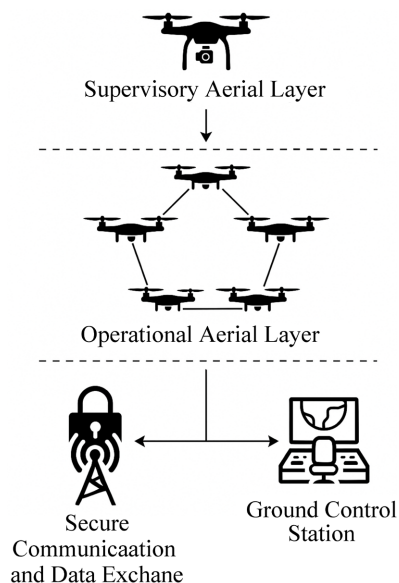 Supervisory Aerial Layer
Operational Aerial Layer
Secure
Communicaation
and Data Exchane
Ground Control
Station